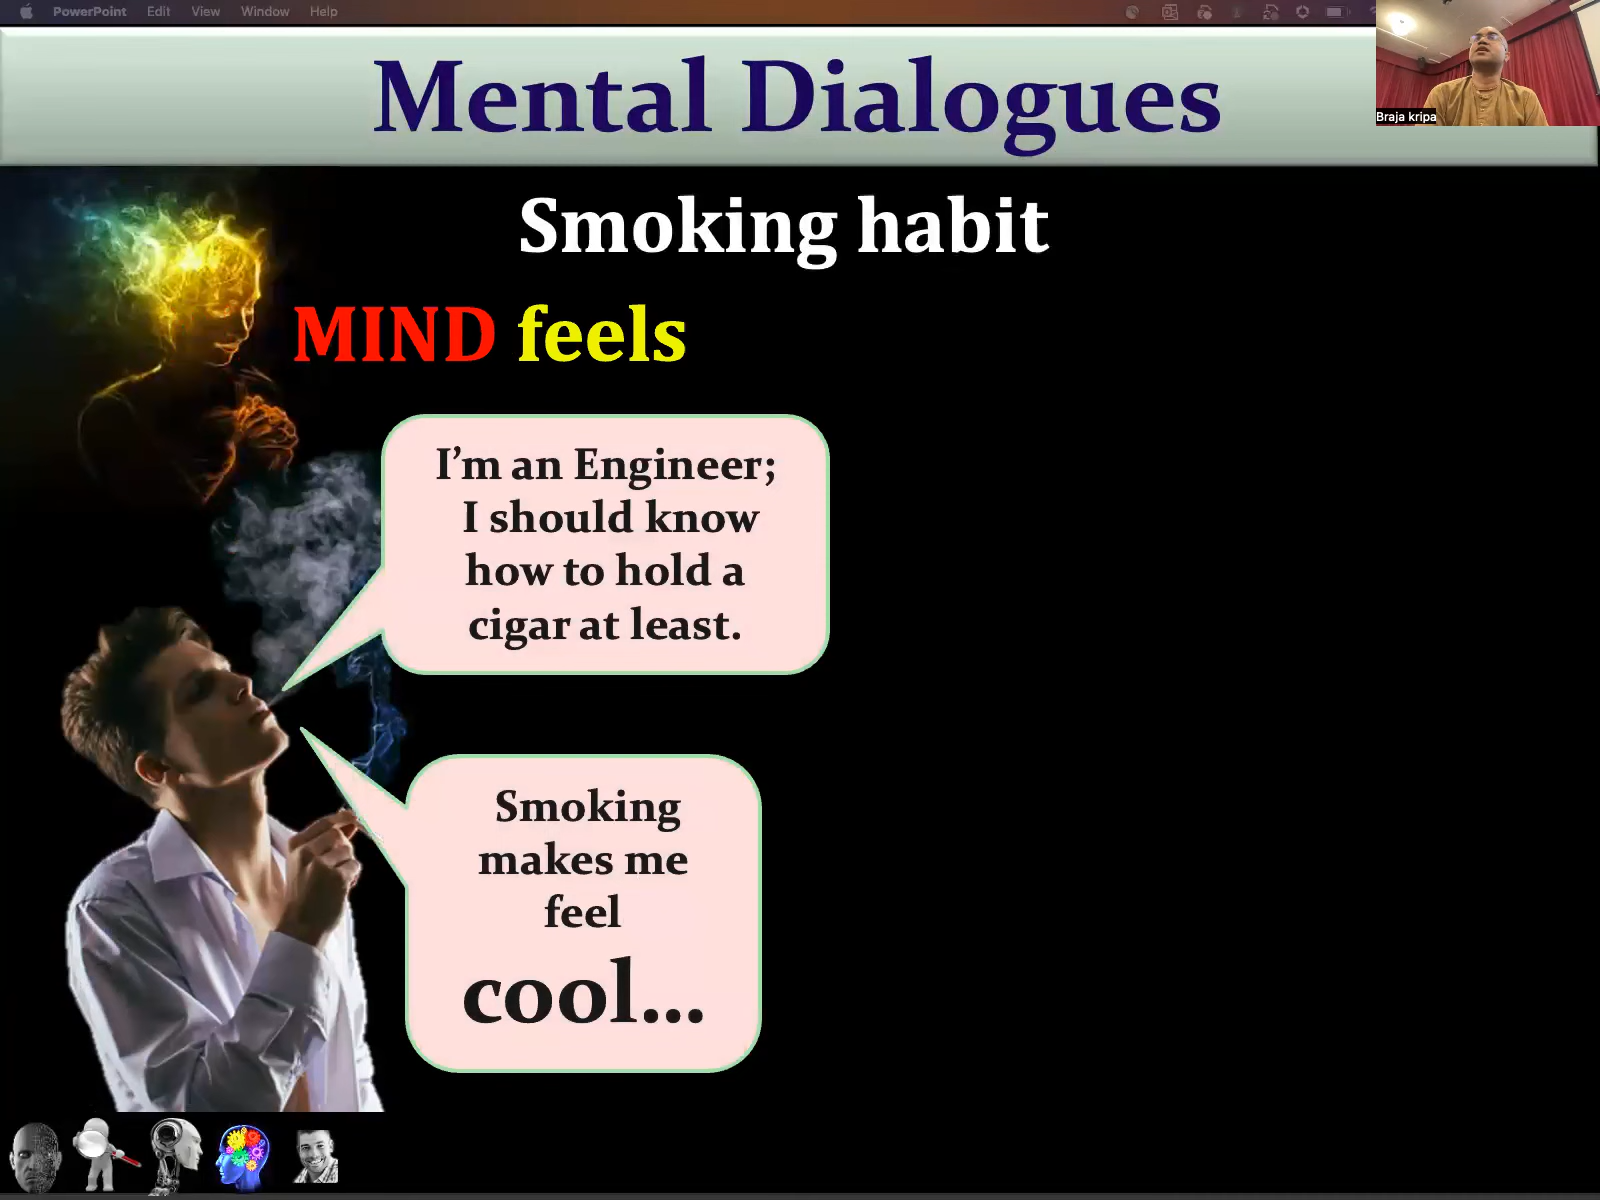 PowerPoint Edit View Window Help
Mental Dialogues
Braja kripa
Smoking habit
MIND feels
I'm an Engineer;
I should know
how to hold a
cigar at least.
Smoking
makes me
feel
cool...